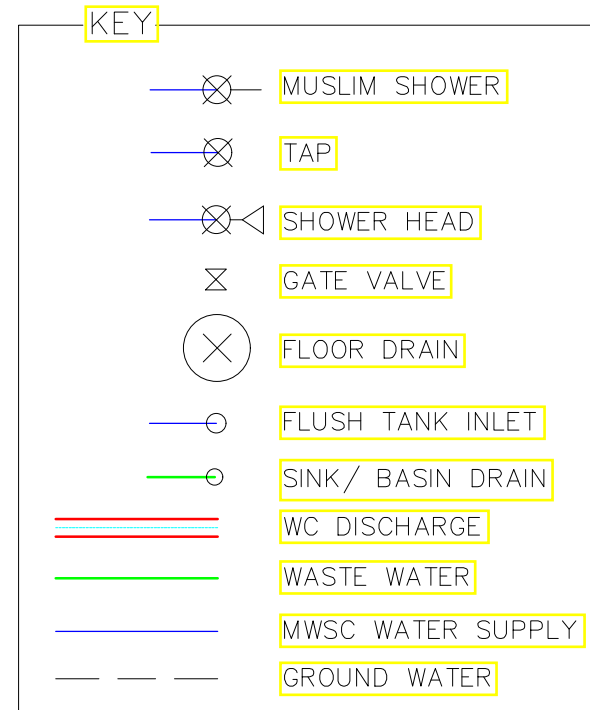 KEY
MUSLIM SHOWER
TAP
SHOWER HEAD
GATE VALVE
FLOOR DRAIN
FLUSH TANK INLET
SINK/ BASIN DRAIN
WC DISCHARGE
WASTE WATER
MWSC WATER SUPPLY
GROUND WATER